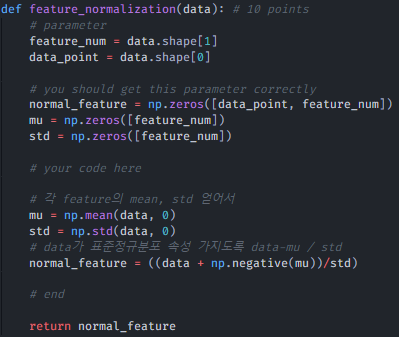 def feature_normalization(data): # 10 points
# parameter
feature_num = data.shape[1]
data_point = data.shape[0]
# you should get this parameter correctly
normal_feature = np.zeros([data_point, feature_num])
mu = np.zeros([feature_num])
std = np.zeros([feature_num])
# your code here
# 각 feature의 mean, std 얻어서
mu = np.mean(data, 0)
std = np.std(data, 0)
# data가 표준정규분포 속성 가지도록 data-mu / std
normal_feature = ((data + np.negative(mu))/std)
# end
return normal_feature